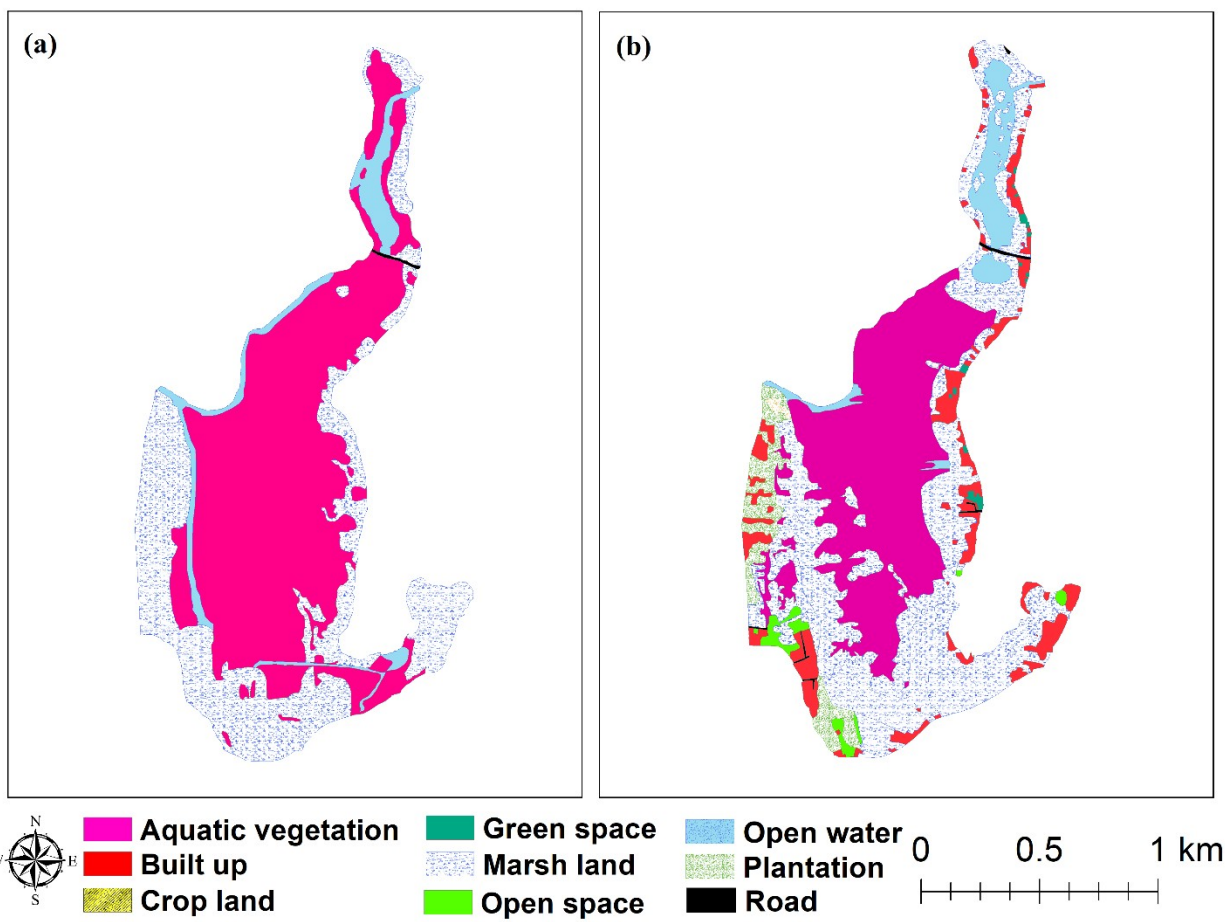 (a)
(b)
N
E
S
Aquatic vegetation
Built up
Crop land
Green space
Marsh land
Open space
Open water
Plantation
Road
0 0.5 1 km